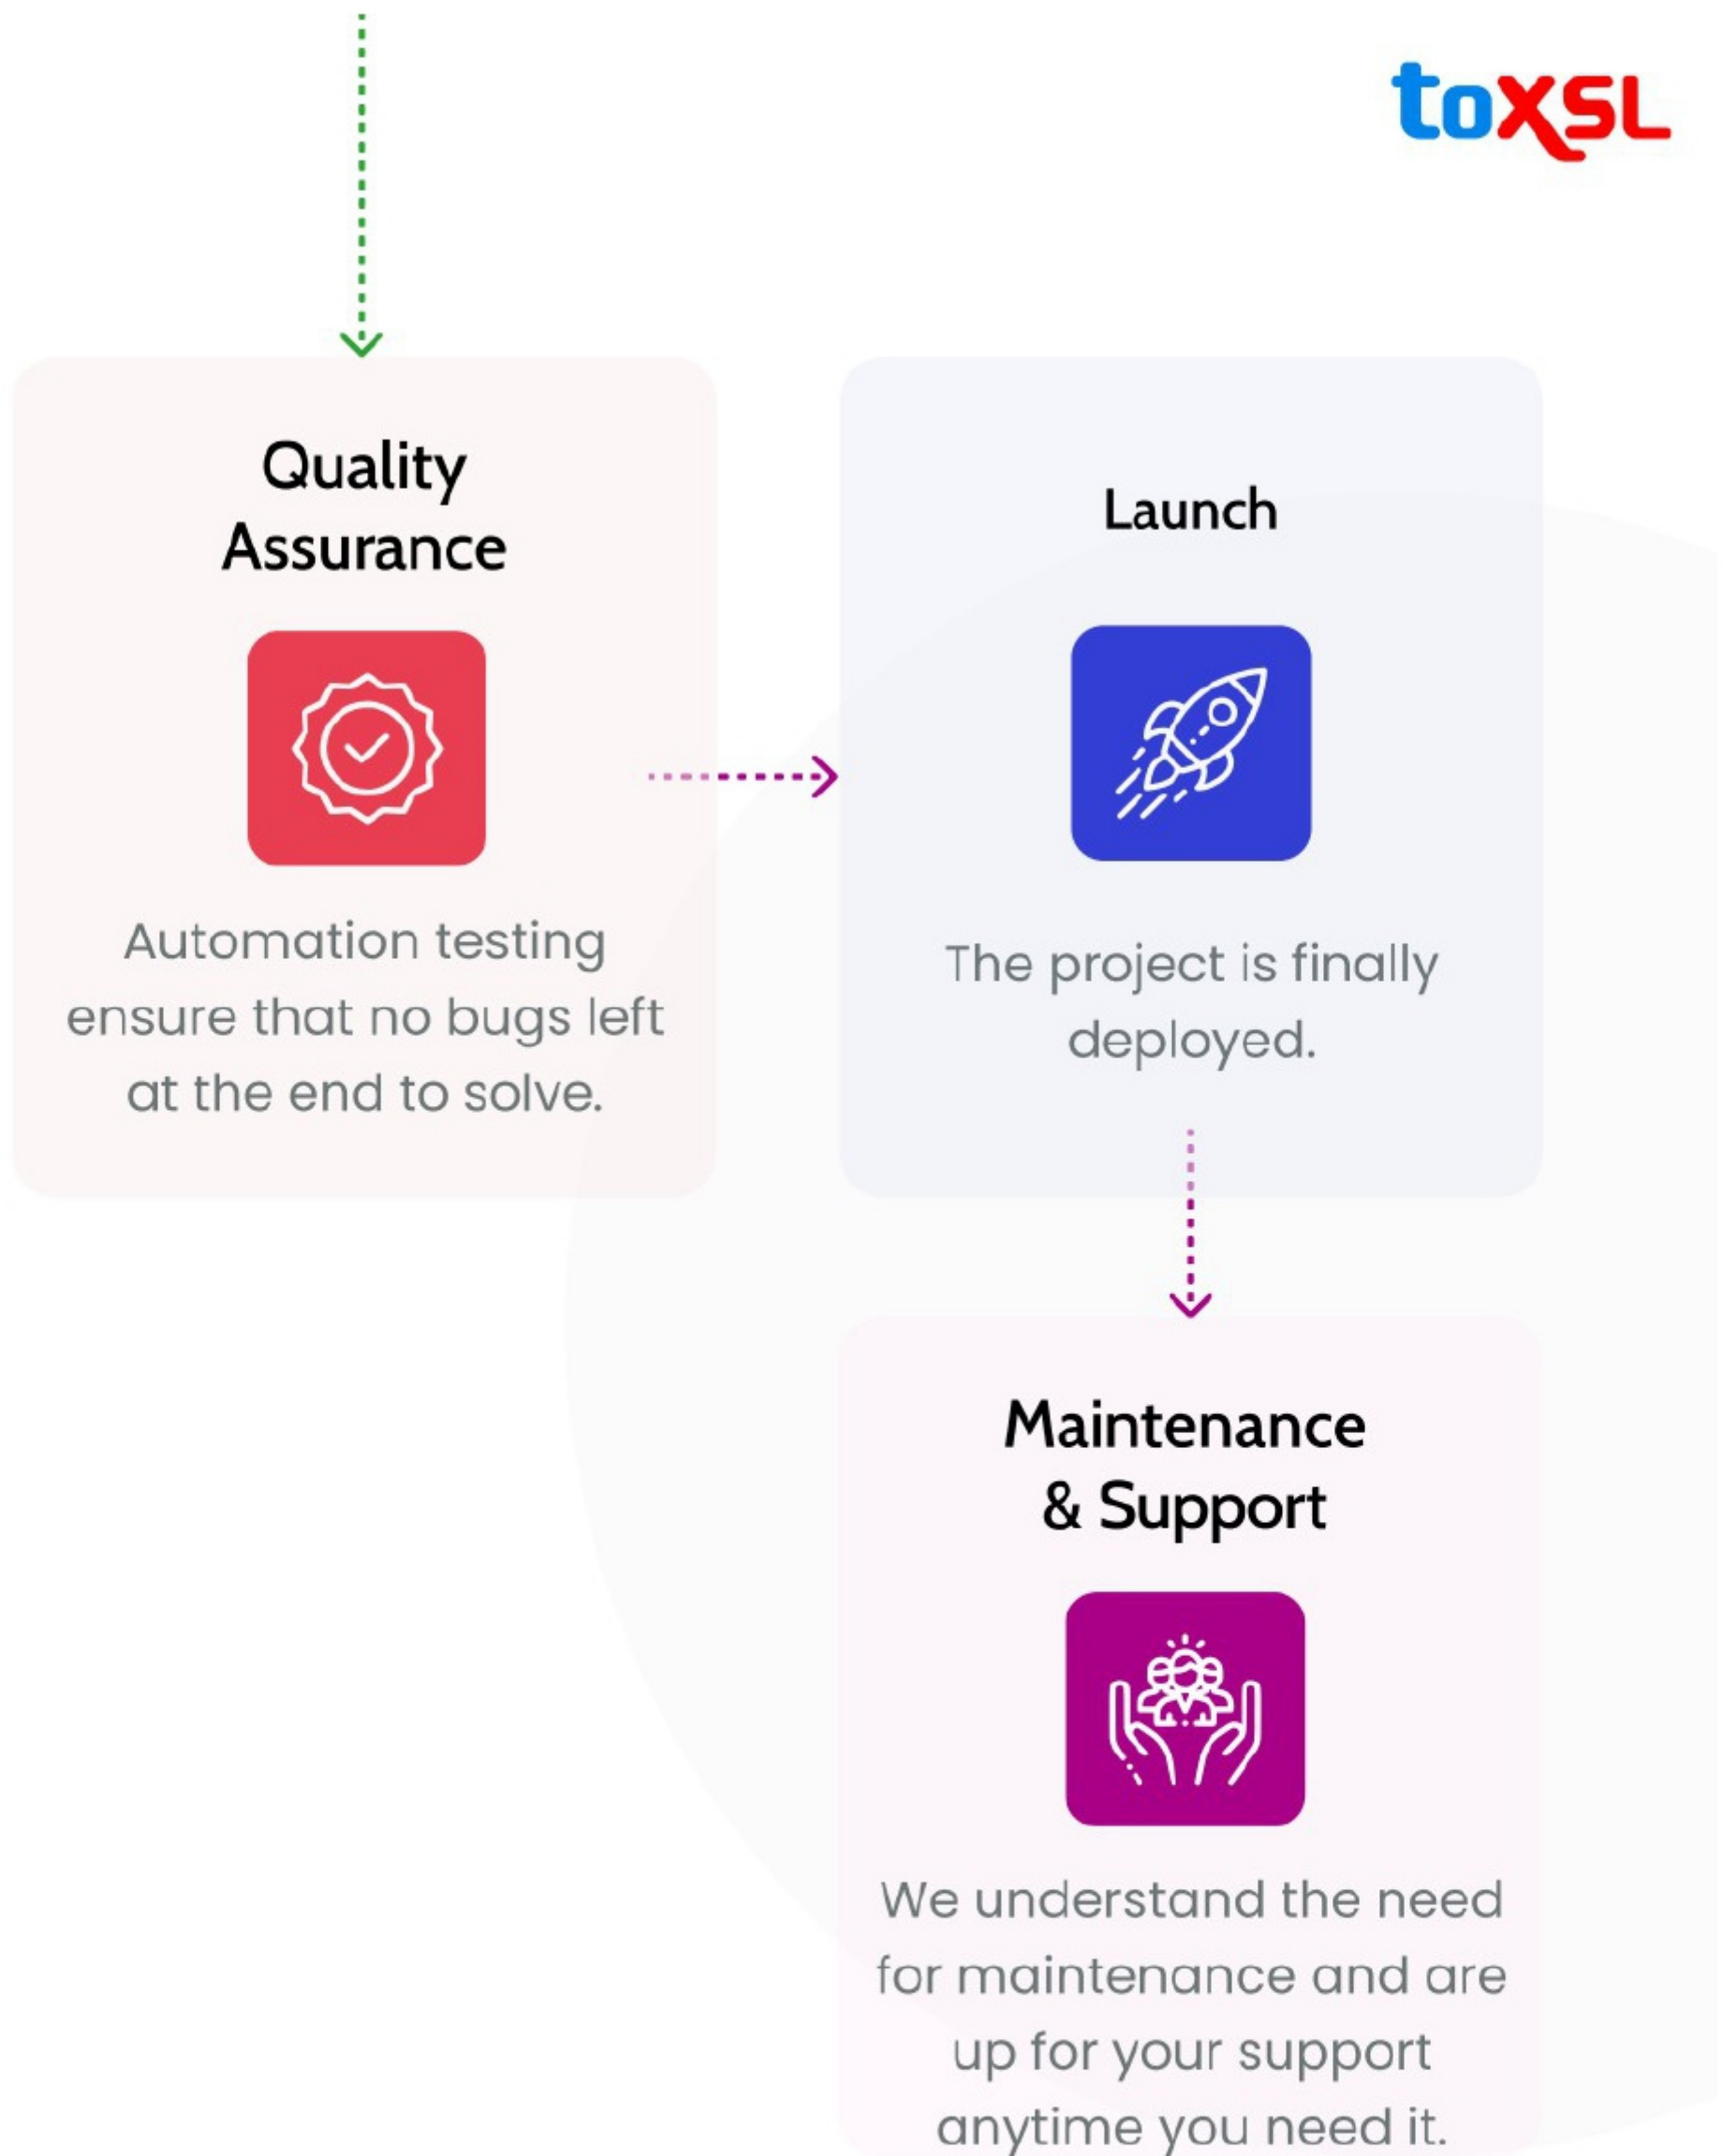 toXSL
Quality
Assurance
Automation testing
ensure that no bugs left
at the end to solve.
Launch
The project is finally
deployed.
Maintenance
& Support
We understand the need
for maintenance and are
up for your support
anytime you need it.